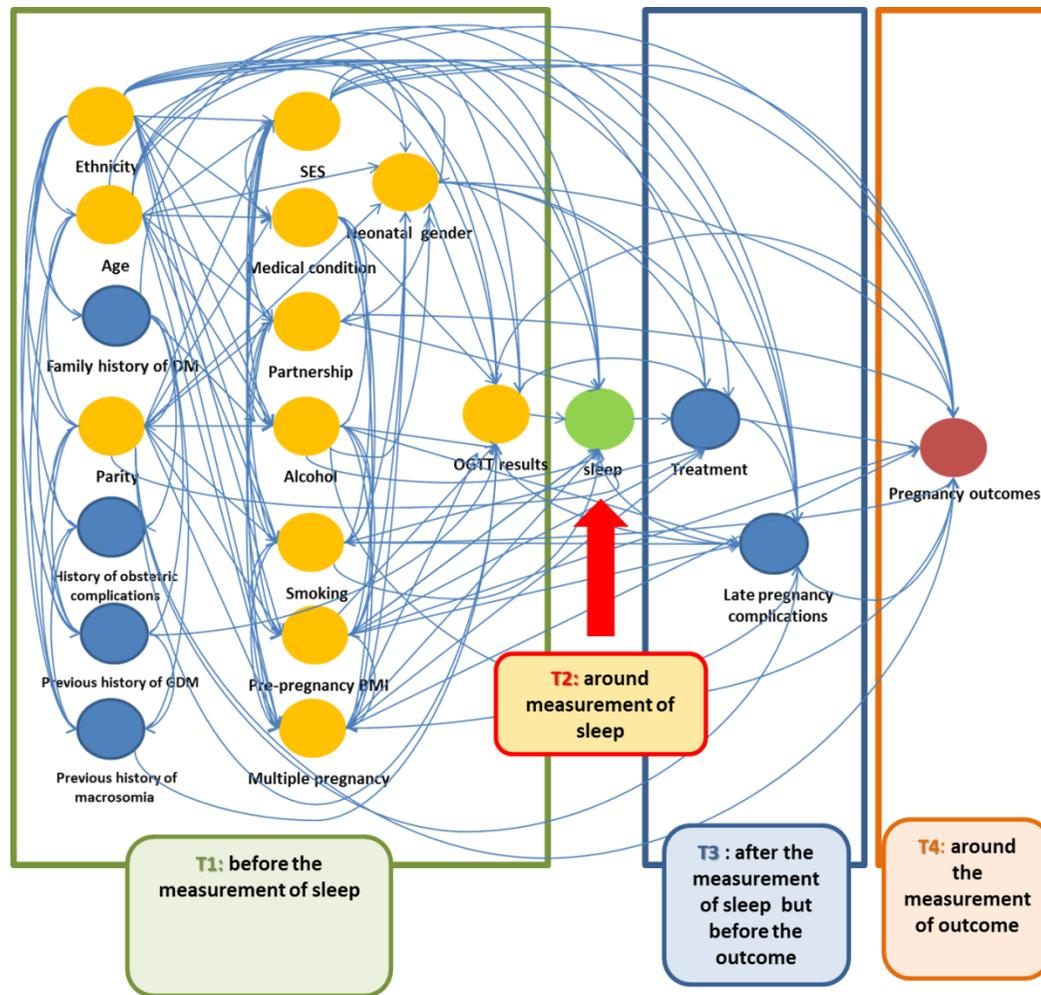 Ethnicity
SES
Neonatal gender
Age
Medical condition
Family history of DM
Partnership
Parity
Alcohol
OGTT results
sleep
Treatment
Pregnancy outcomes
History of obstetric
complications
Smoking
Late pregnancy
complications
Previous history of GDM
Pre-pregnancy BMI
Previous history of
macrosomia
Multiple pregnancy
T2: around
measurement of
sleep
T1: before the
measurement of sleep
T3 : after the
measurement
of sleep but
before the
outcome
T4: around
the
measurement
of outcome